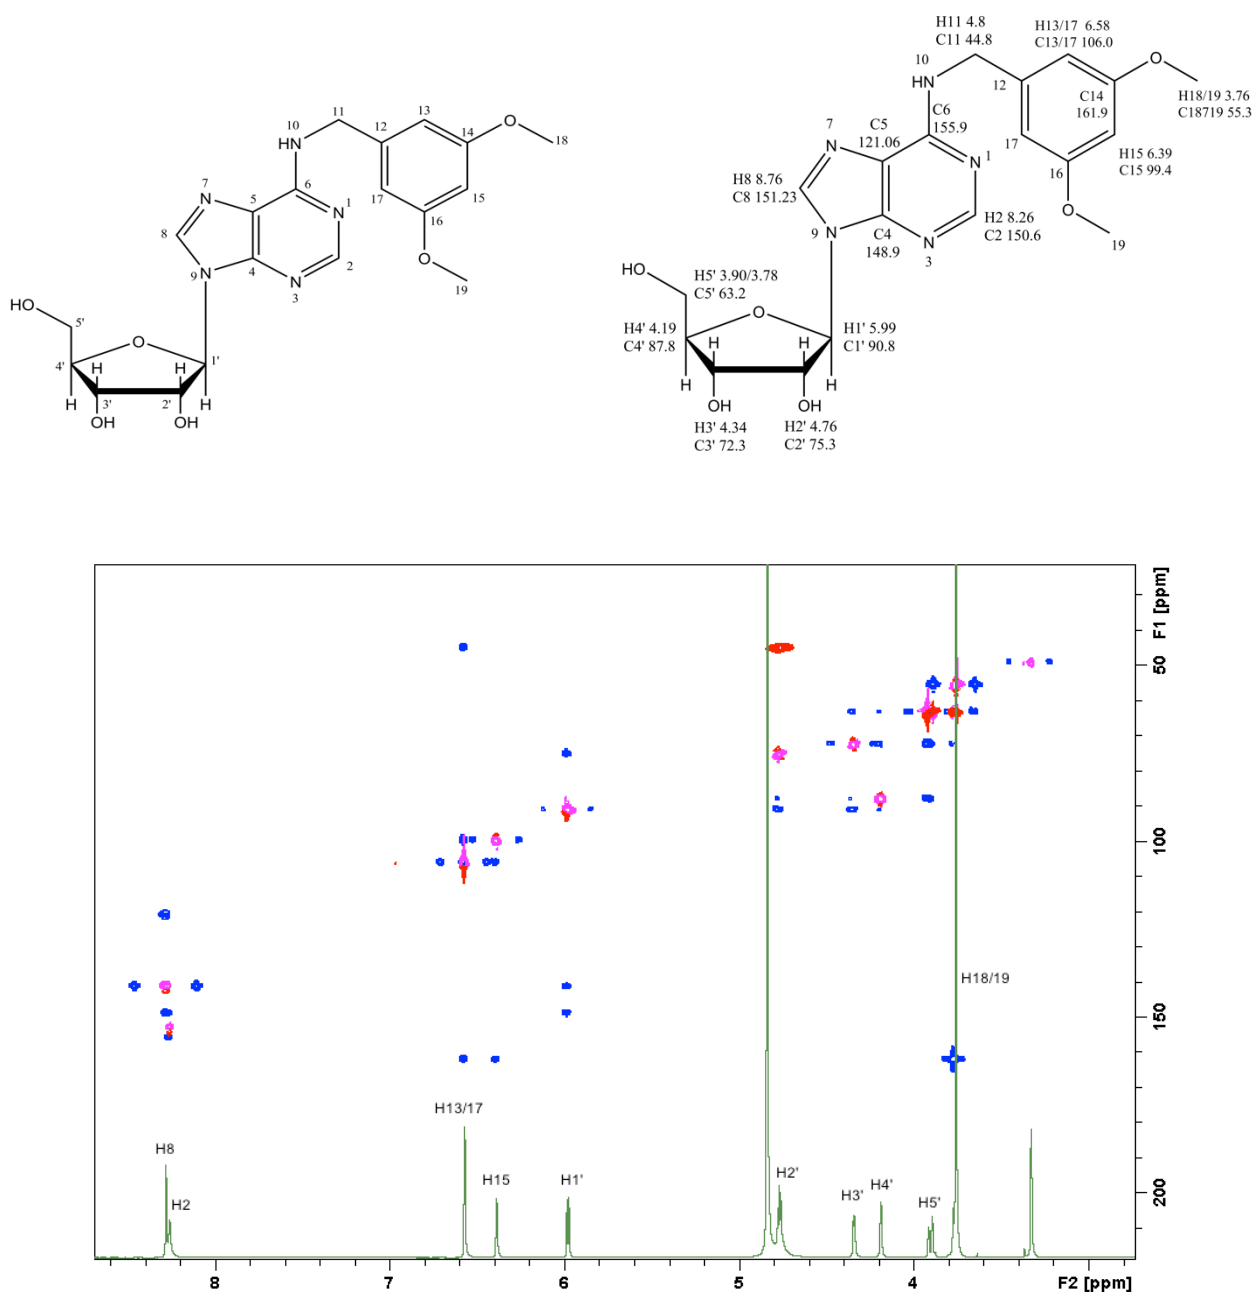 11
13
10
12
14
HN
O
18
7
6
N
5
17
15
N
1
8
16
9
N
4
N
3
2
O
19
HO
5'
O
4'
H
H
1'
H
3'
2'
H
OH
OH
H11 4.8
C11 44.8
H13/17 6.58
C13/17 106.0
10
HN
12
O
C14
161.9
H18/19 3.76
C18719 55.3
C6
155.9
7
C5
121.06
N
17
N
1
H15 6.39
C15 99.4
16
H8 8.76
C8 151.23
O
H2 8.26
C2 150.6
9
N
C4
148.9
N
3
19
HO
H5' 3.90/3.78
C5' 63.2
O
H4' 4.19
C4' 87.8
H
H
H1' 5.99
C1' 90.8
H
H
OH
OH
H3' 4.34
C3' 72.3
H2' 4.76
C2' 75.3
F1 [ppm]
50
100
150
200
H18/19
H13/17
H8
H2
H15
H1'
H2'
H3'
H4'
H5'
8
7
6
5
4
F2 [ppm]